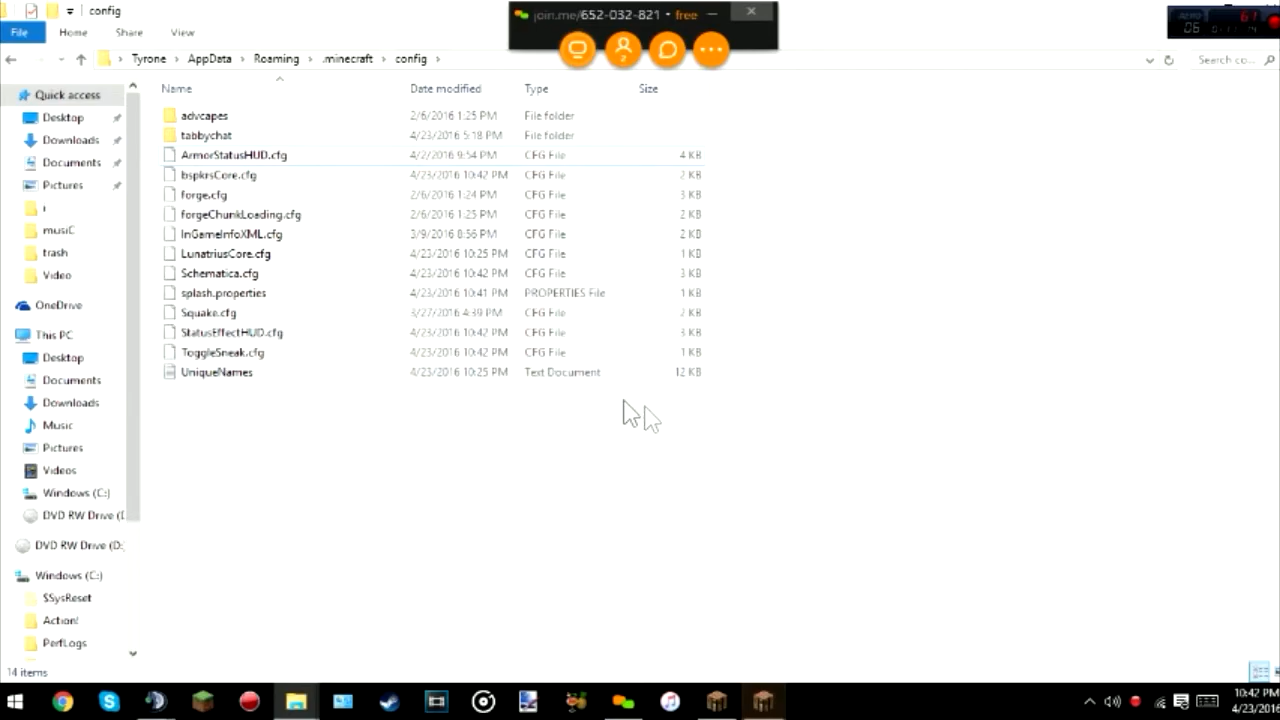 config
join.me/652-032-821 • free
File Home Share View
Tyrone AppData Roaming .minecraft config
Search co...
2
Name Date modified Type Size
advcapes 2/6/2016 1:25 PM File folder
tabbychat 4/23/2016 5:18 PM File folder
ArmorStatusHUD.cfg 4/2/2016 9:54 PM CFG File 4 KB
bspkrsCore.cfg 4/23/2016 10:42 PM CFG File 2 KB
forge.cfg 2/6/2016 1:24 PM CFG File 3 KB
forgeChunkLoading.cfg 2/6/2016 1:25 PM CFG File 2 KB
InGameInfoXML.cfg 3/9/2016 8:56 PM CFG File 2 KB
LunatriusCore.cfg 4/23/2016 10:25 PM CFG File 1 KB
Schematica.cfg 4/23/2016 10:42 PM CFG File 3 KB
splash.properties 4/23/2016 10:41 PM PROPERTIES File 1 KB
Squake.cfg 3/27/2016 4:39 PM CFG File 2 KB
StatusEffectHUD.cfg 4/23/2016 10:42 PM CFG File 3 KB
ToggleSneak.cfg 4/23/2016 10:42 PM CFG File 1 KB
UniqueNames 4/23/2016 10:25 PM Text Document 12 KB
Quick access
Desktop
Downloads
Documents
Pictures
musiC
trash
Video
OneDrive
This PC
Desktop
Documents
Downloads
Music
Pictures
Videos
Windows (C:)
DVD RW Drive (D
DVD RW Drive (D:
Windows (C:)
$SysReset
Action!
PerfLogs
14 items
10:42 PM
4/23/2016